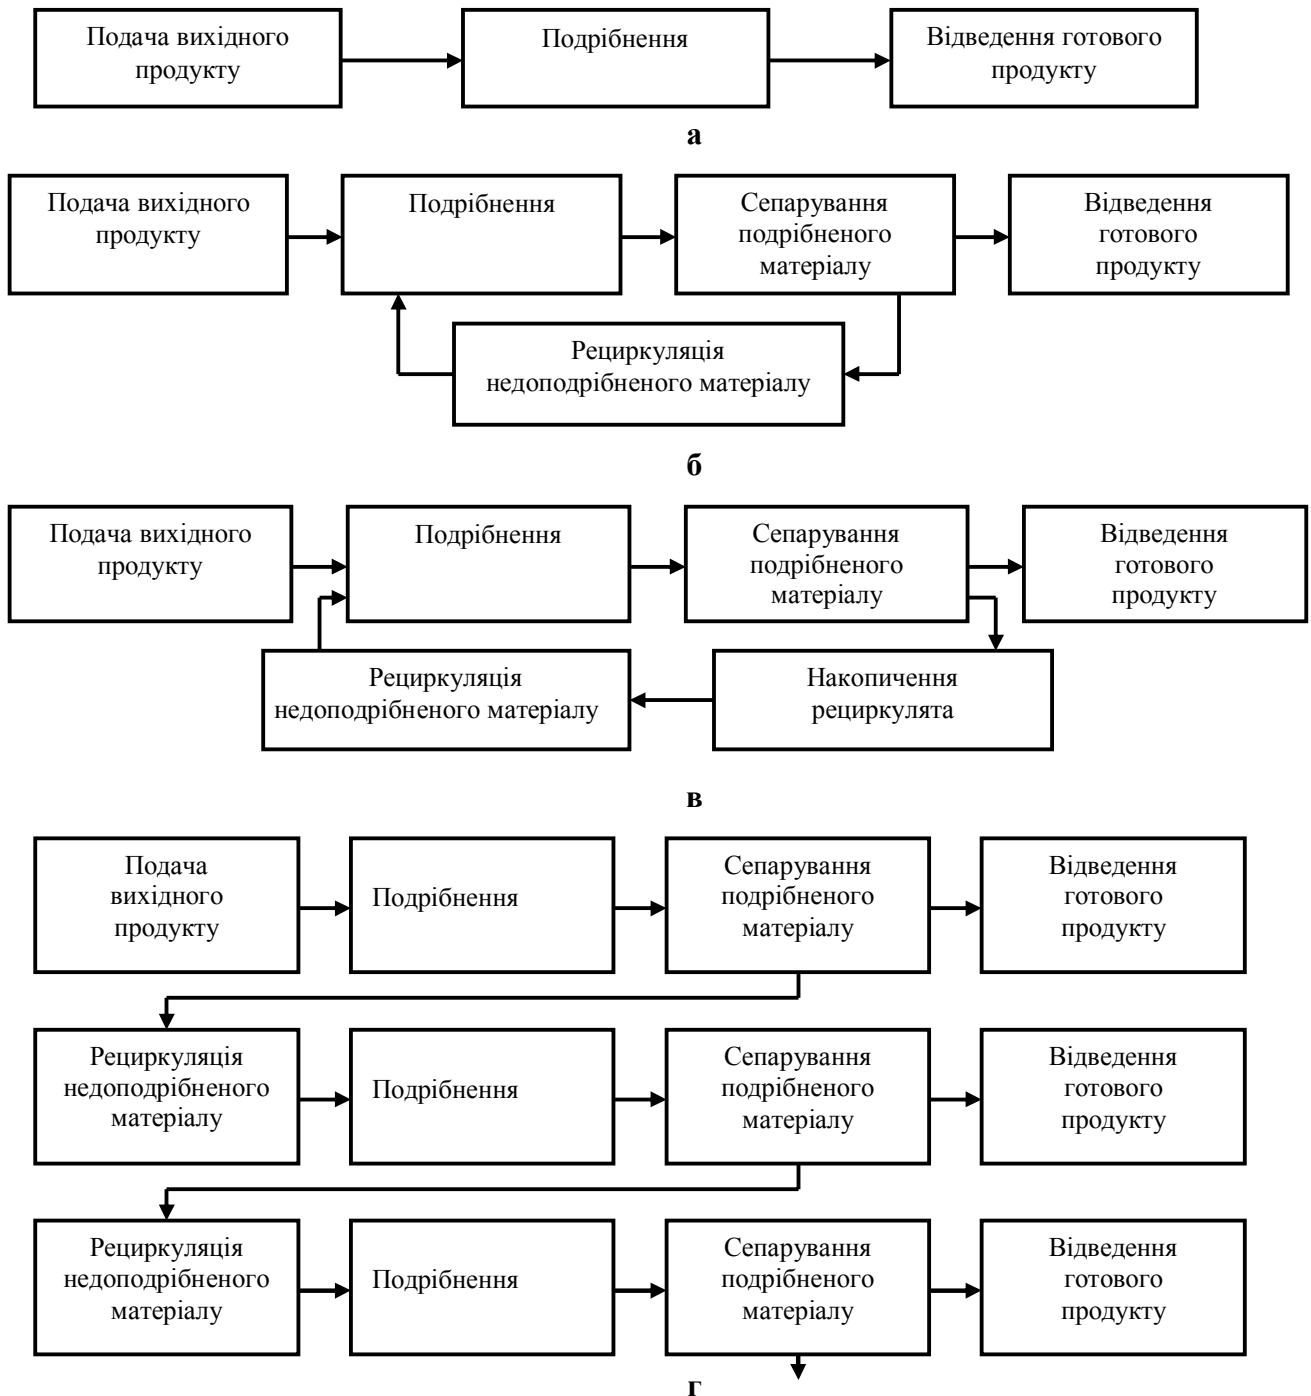 Подача вихідного
продукту
Подрібнення
Відведення готового
продукту
а
Подача вихідного
продукту
Подрібнення
Сепарування
подрібненого
матеріалу
Відведення
готового
продукту
Рециркуляція
недоподрібненого матеріалу
б
Подача вихідного
продукту
Подрібнення
Сепарування
подрібненого
матеріалу
Відведення
готового
продукту
Рециркуляція
недоподрібненого матеріалу
Накопичення
рециркулята
в
Подача
вихідного
продукту
Подрібнення
Сепарування
подрібненого
матеріалу
Відведення
готового
продукту
Рециркуляція
недоподрібненого
матеріалу
Подрібнення
Сепарування
подрібненого
матеріалу
Відведення
готового
продукту
Рециркуляція
недоподрібненого
матеріалу
Подрібнення
Сепарування
подрібненого
матеріалу
Відведення
готового
продукту
г